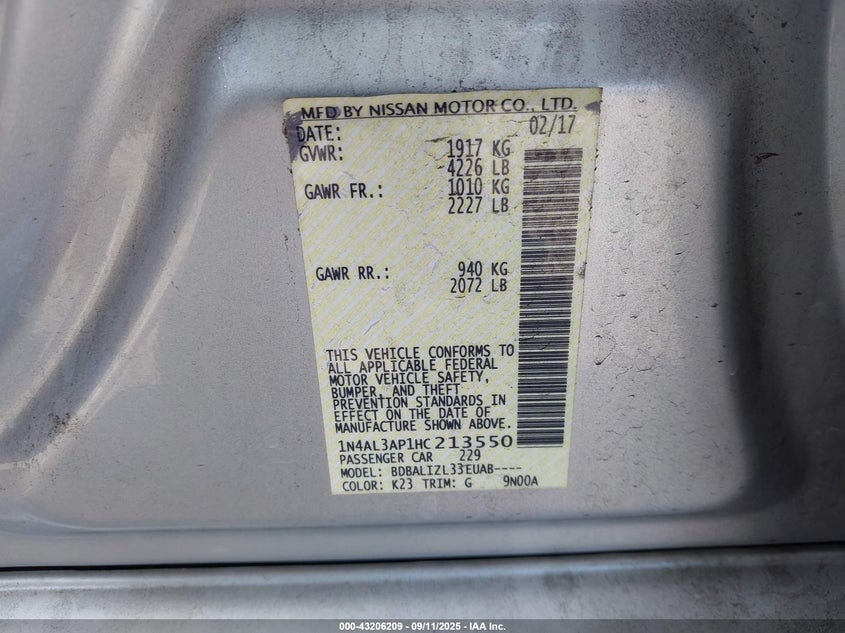 MFD BY NISSAN MOTOR CO., LTD.
DATE: 02/17
GVWR: 1917 KG
4226 LB
GAWR FR.: 1010 KG
2227 LB
GAWR RR.: 940 KG
2072 LB
THIS VEHICLE CONFORMS TO
ALL APPLICABLE FEDERAL
MOTOR VEHICLE SAFETY,
BUMPER, AND THEFT
PREVENTION STANDARDS IN
EFFECT ON THE DATE OF
MANUFACTURE SHOWN ABOVE.
1N4AL3AP1HC213550
PASSENGER CAR 229
MODEL: BDBALIZL33EUAB----
COLOR: K23 TRIM: G 9N00A
000-43206209 - 09/11/2025 - IAA Inc.